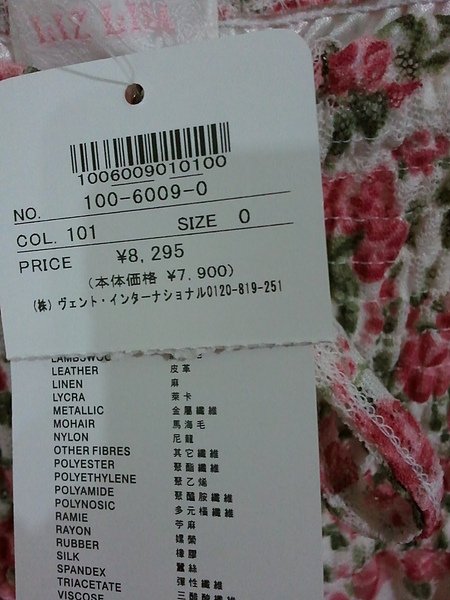 LIZ LISA
1006009010100
NO. 100-6009-0
COL. 101 SIZE 0
PRICE ¥8,295
(本体価格 ¥7,900)
(株)ヴェント・インターナショナル0120-819-251
LAMBSWOOL
LEATHER 皮革
LINEN 麻
LYCRA 萊卡
METALLIC 金屬纖維
MOHAIR 馬海毛
NYLON 尼龍
OTHER FIBRES 其它纖維
POLYESTER 聚酯纖維
POLYETHYLENE 聚乙烯
POLYAMIDE 聚醯胺纖維
POLYNOSIC 多元橘纖維
RAMIE 苧麻
RAYON 嫘縈
RUBBER 橡膠
SILK 蠶絲
SPANDEX 彈性纖維
TRIACETATE 三醋酸纖維
VISCOSE